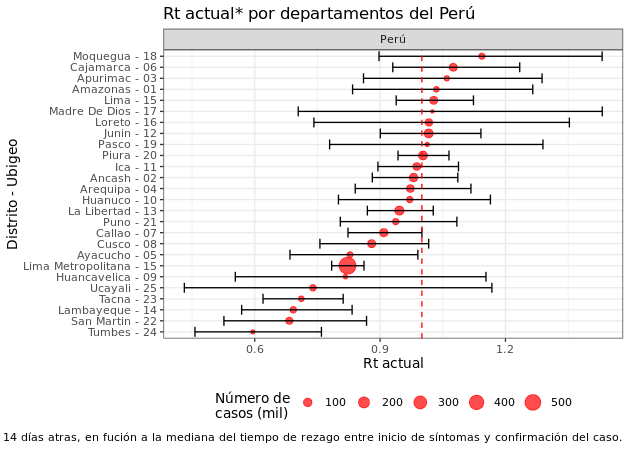 Rt actual* por departamentos del Perú
Perú
Distrito - Ubigeo
Moquegua - 18
Cajamarca - 06
Apurimac - 03
Amazonas - 01
Lima - 15
Madre De Dios - 17
Loreto - 16
Junin - 12
Pasco - 19
Piura - 20
Ica - 11
Ancash - 02
Arequipa - 04
Huanuco - 10
La Libertad - 13
Puno - 21
Callao - 07
Cusco - 08
Ayacucho - 05
Lima Metropolitana - 15
Huancavelica - 09
Ucayali - 25
Tacna - 23
Lambayeque - 14
San Martin - 22
Tumbes - 24
0.6 0.9 1.2
Rt actual
Número de
casos (mil)
100 200 300 400 500
14 días atras, en fución a la mediana del tiempo de rezago entre inicio de síntomas y confirmación del caso.